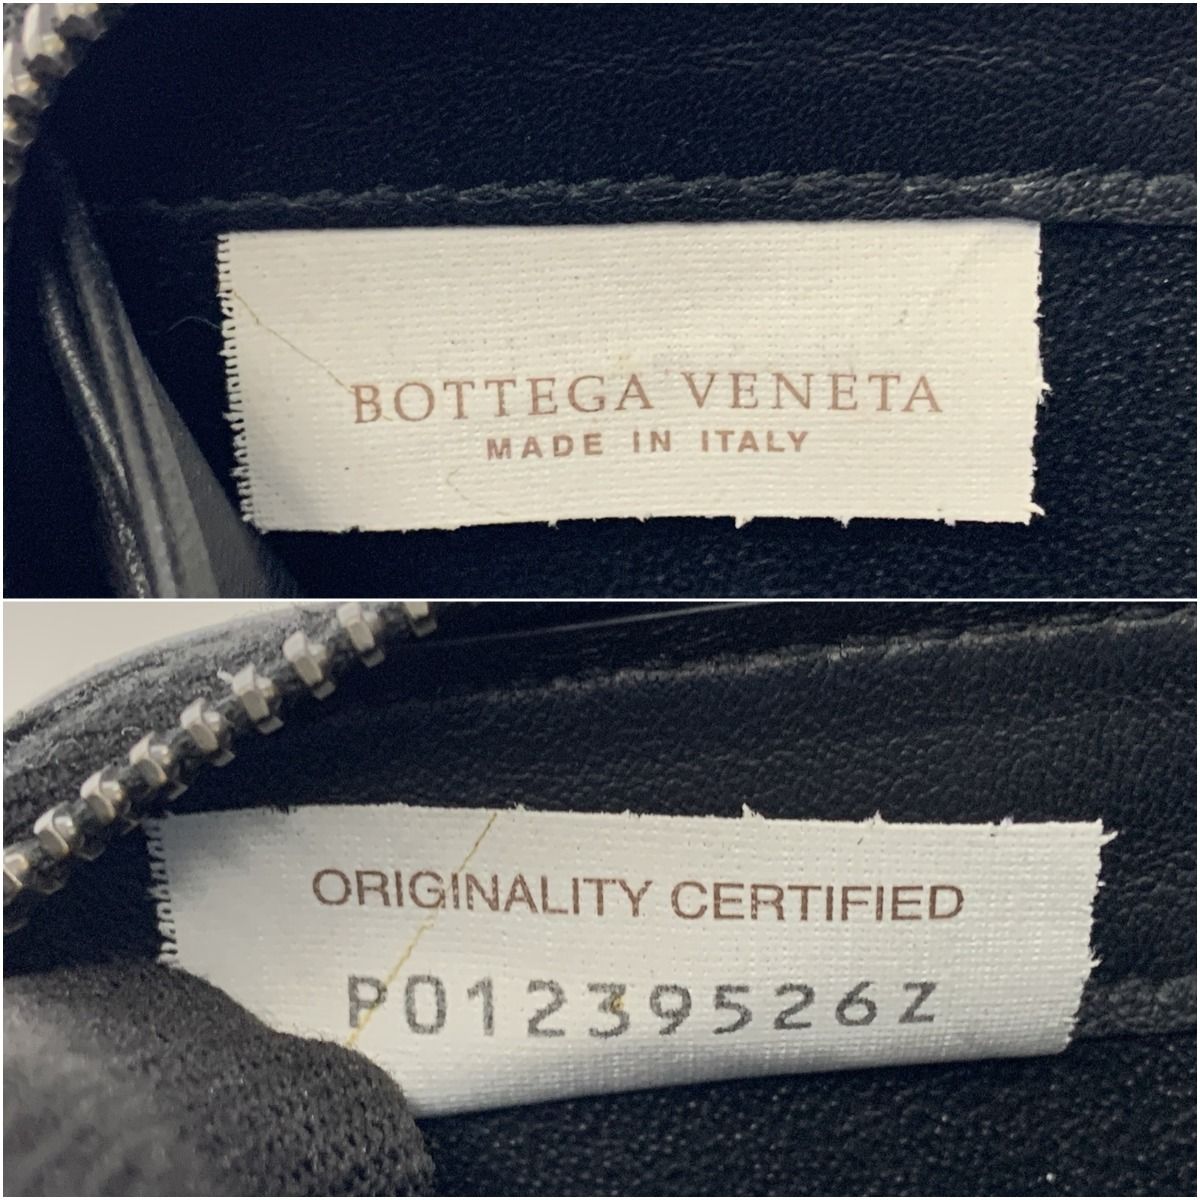 BOTTEGA VENETA
MADE IN ITALY
ORIGINALITY CERTIFIED
P01239526Z